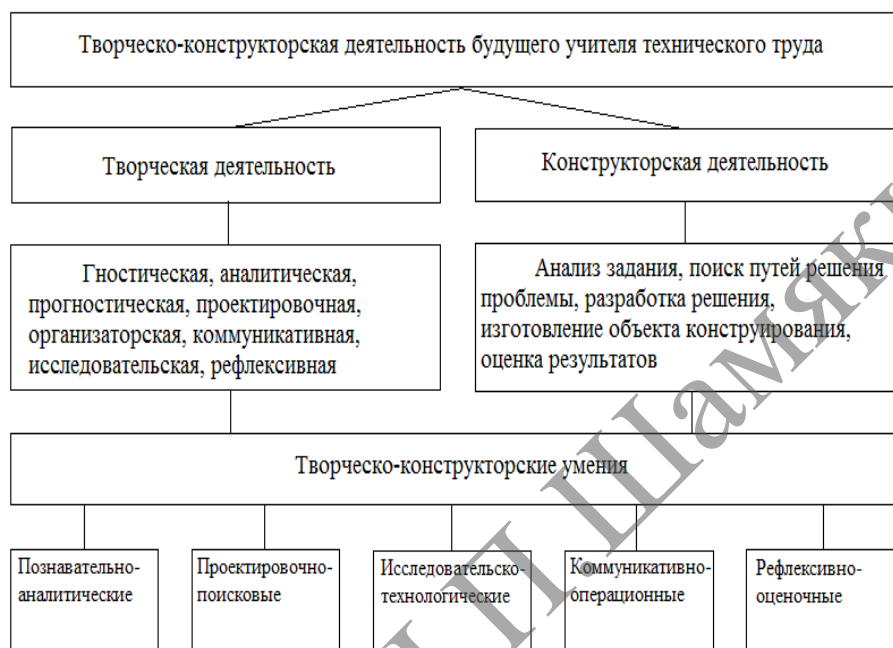 Творческо-конструкторская деятельность будущего учителя технического труда
Творческая деятельность
Конструкторская деятельность
Гностическая, аналитическая,
прогностическая, проектировочная,
организаторская, коммуникативная,
исследовательская, рефлексивная
Анализ задания, поиск путей решения
проблемы, разработка решения,
изготовление объекта конструирования,
оценка результатов
Творческо-конструкторские умения
Познавательно-
аналитические
Проектировочно-
поисковые
Исследовательско-
технологические
Коммуникативно-
операционные
Рефлексивно-
оценочные
П.Шамяк